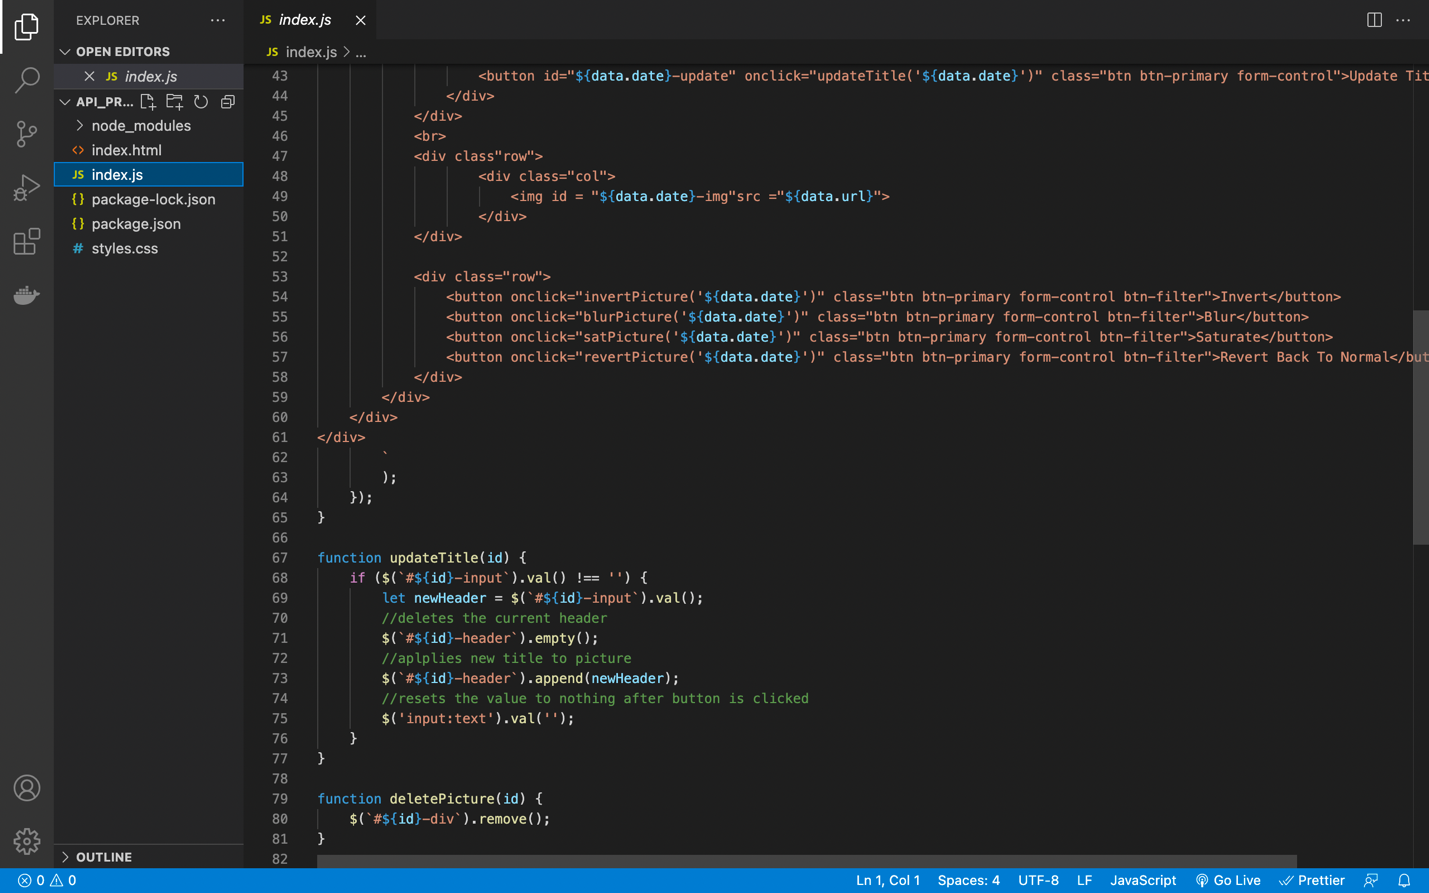 EXPLORER
OPEN EDITORS
JS index.js
API_PR...
node_modules
<> index.html
JS index.js
{} package-lock.json
{} package.json
# styles.css
OUTLINE
JS index.js
JS index.js > ...
43 <button id="${data.date}-update" onclick="updateTitle('${data.date}')" class="btn btn-primary form-control">Update Tit
44 </div>
45 </div>
46 <br>
47 <div class"row">
48 <div class="col">
49 <img id = "${data.date}-img"src ="${data.url}">
50 </div>
51 </div>
52
53 <div class="row">
54 <button onclick="invertPicture('${data.date}')" class="btn btn-primary form-control btn-filter">Invert</button>
55 <button onclick="blurPicture('${data.date}')" class="btn btn-primary form-control btn-filter">Blur</button>
56 <button onclick="satPicture('${data.date}')" class="btn btn-primary form-control btn-filter">Saturate</button>
57 <button onclick="revertPicture('${data.date}')" class="btn btn-primary form-control btn-filter">Revert Back To Normal</but
58 </div>
59 </div>
60 </div>
61 </div>
62 `
63 );
64 });
65 }
66
67 function updateTitle(id) {
68 if ($(`#${id}-input`).val() !== '') {
69 let newHeader = $(`#${id}-input`).val();
70 //deletes the current header
71 $(`#${id}-header`).empty();
72 //aplplies new title to picture
73 $(`#${id}-header`).append(newHeader);
74 //resets the value to nothing after button is clicked
75 $('input:text').val('');
76 }
77 }
78
79 function deletePicture(id) {
80 $(`#${id}-div`).remove();
81 }
82
0 0 Ln 1, Col 1 Spaces: 4 UTF-8 LF JavaScript Go Live Prettier